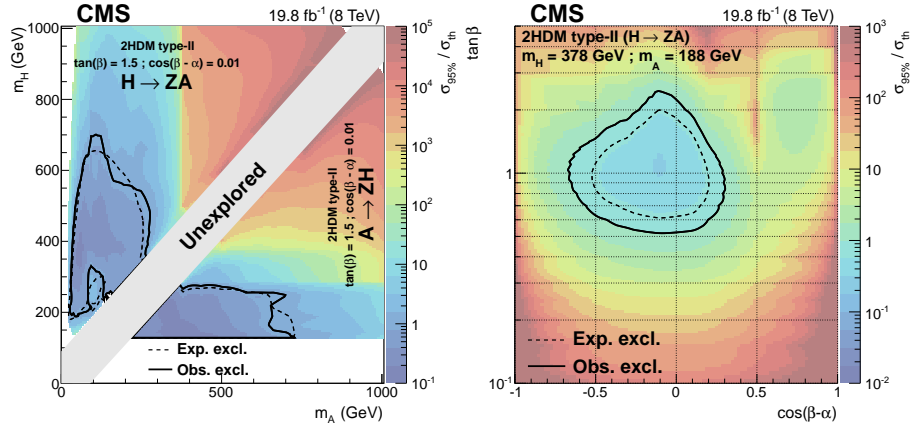 CMS
19.8 fb⁻¹ (8 TeV)
m_H (GeV)
1000
800
600
400
200
0
2HDM type-II
tan(β) = 1.5 ; cos(β - α) = 0.01
H → ZA
Unexplored
2HDM type-II
tan(β) = 1.5 ; cos(β - α) = 0.01
A → ZH
Exp. excl.
Obs. excl.
0
500
1000
m_A (GeV)
10⁵
10⁴
10³
10²
10
1
10⁻¹
σ_95% / σ_th
CMS
19.8 fb⁻¹ (8 TeV)
tan β
1
10⁻¹
2HDM type-II (H → ZA)
m_H = 378 GeV ; m_A = 188 GeV
Exp. excl.
Obs. excl.
-1
-0.5
0
0.5
1
cos(β-α)
10³
10²
10
1
10⁻¹
10⁻²
σ_95% / σ_th